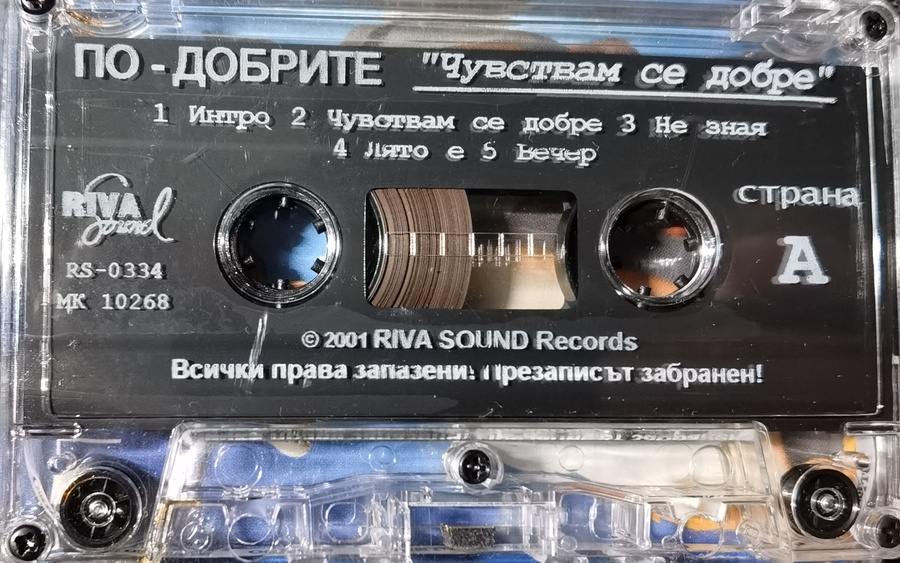 ПО - ДОБРИТЕ "Чувствам се добре"
1 Интро 2 Чувствам се добре 3 Не зная
4 Лято е 5 Вечер
RIVA Sound
страна
A
RS-0334
МК 10268
© 2001 RIVA SOUND Records
Всички права запазени! Презаписът забранен!